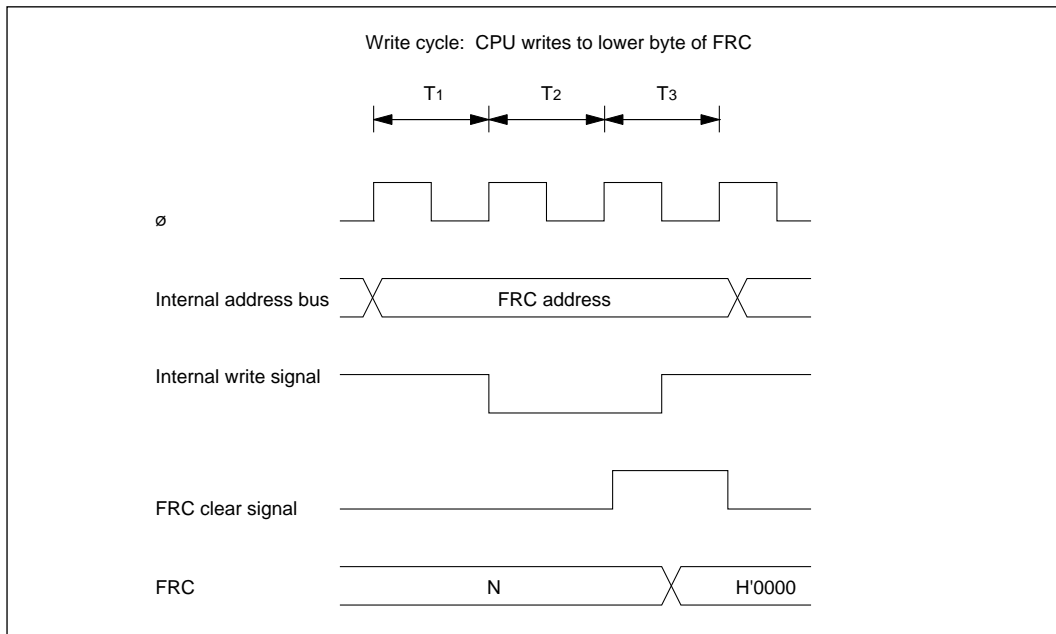 Write cycle: CPU writes to lower byte of FRC
T1 T2 T3
ø
Internal address bus FRC address
Internal write signal
FRC clear signal
FRC N H'0000